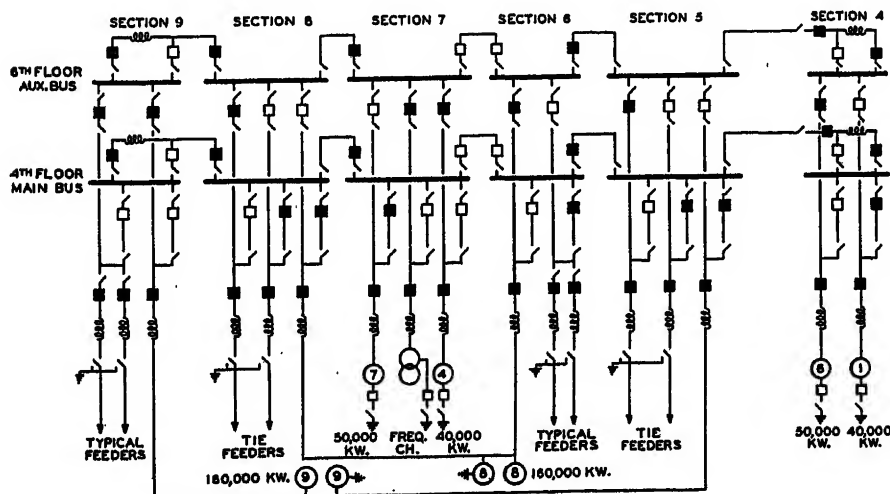 SECTION 9 SECTION 8 SECTION 7 SECTION 6 SECTION 5 SECTION 4
6TH FLOOR
AUX. BUS
4TH FLOOR
MAIN BUS
7 4 6 1
TYPICAL
FEEDERS
TIE
FEEDERS
50,000
KW.
FREQ.
CH.
40,000
KW.
TYPICAL
FEEDERS
TIE
FEEDERS
50,000
KW.
40,000
KW.
160,000 KW. 9 9 8 8 160,000 KW.